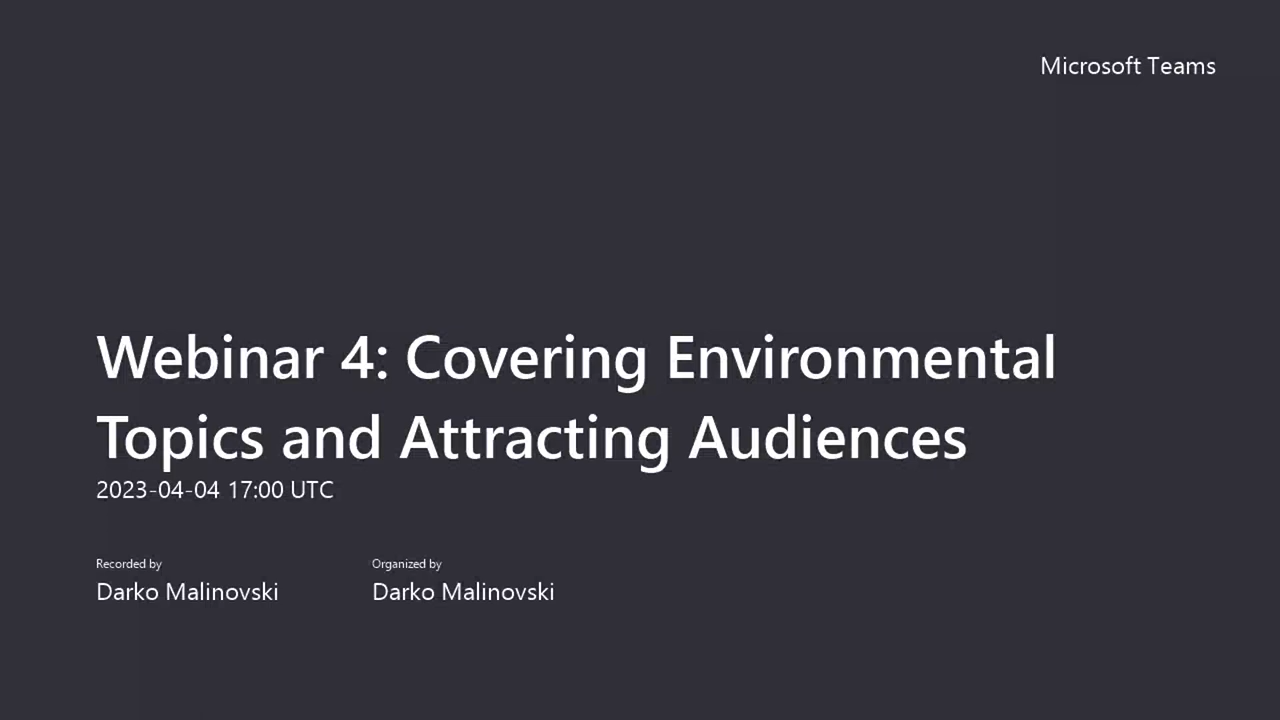 Microsoft Teams
Webinar 4: Covering Environmental
Topics and Attracting Audiences
2023-04-04 17:00 UTC
Recorded by
Organized by
Darko Malinovski
Darko Malinovski